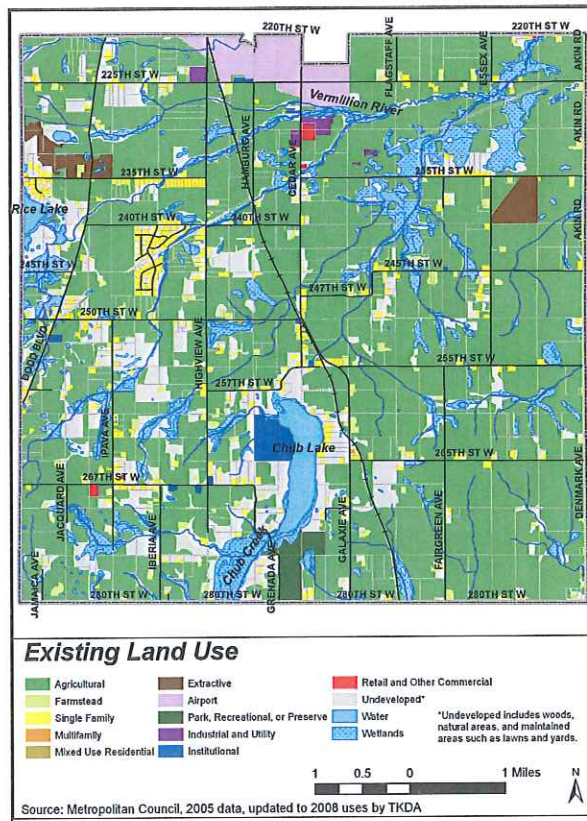 220TH ST W
220TH ST W
FLAGSTAFF AVE
ESSEX AVE
AKIN RD
225TH ST W
Vermillion River
HAMBURG AVE
CEDAR AVE
AKIN RD
235TH ST W
235TH ST W
Rice Lake
240TH ST W
240TH ST W
AKIN RD
245TH ST W
245TH ST W
247TH ST W
250TH ST W
DODD BLVD
HIGHVIEW AVE
255TH ST W
257TH ST W
IPAVA AVE
Chub Lake
265TH ST W
267TH ST W
JACQUARD AVE
IBERIA AVE
GALAXIE AVE
FAIRGREEN AVE
DENMARK AVE
Chub Creek
GRENADA AVE
JAMAICA AVE
280TH ST W
280TH ST W
280TH ST W
280TH ST W
Existing Land Use
Agricultural
Farmstead
Single Family
Multifamily
Mixed Use Residential
Extractive
Airport
Park, Recreational, or Preserve
Industrial and Utility
Institutional
Retail and Other Commercial
Undeveloped*
Water
Wetlands
*Undeveloped includes woods,
natural areas, and maintained
areas such as lawns and yards.
1 0.5 0 1 Miles
N
Source: Metropolitan Council, 2005 data, updated to 2008 uses by TKDA